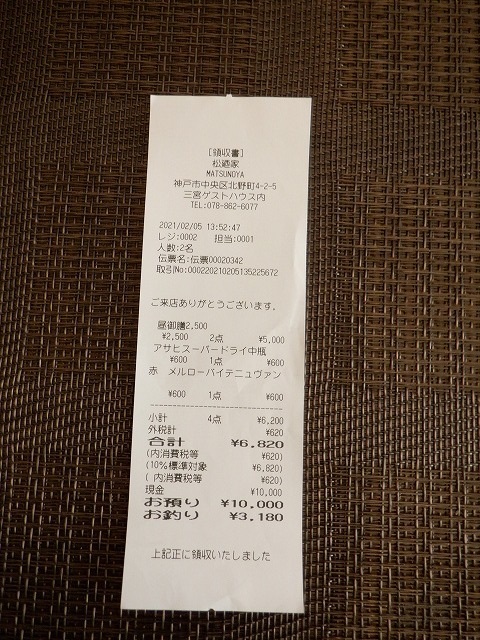 [領収書]
松廼家
MATSUNOYA
神戸市中央区北野町4-2-5
三宮ゲストハウス内
TEL:078-862-6077
2021/02/05 13:52:47
レジ:0002 担当:0001
人数:2名
伝票名:伝票00020342
取引No:000220210205135225672
ご来店ありがとうございます。
昼御膳2,500
¥2,500 2点 ¥5,000
アサヒスーパードライ中瓶
¥600 1点 ¥600
赤 メルローバイテニュヴァン
¥600 1点 ¥600
小計 4点 ¥6,200
外税計 ¥620
合計 ¥6,820
(内消費税等 ¥620)
(10%標準対象 ¥6,820)
( 内消費税等 ¥620)
現金 ¥10,000
お預り ¥10,000
お釣り ¥3,180
上記正に領収いたしました